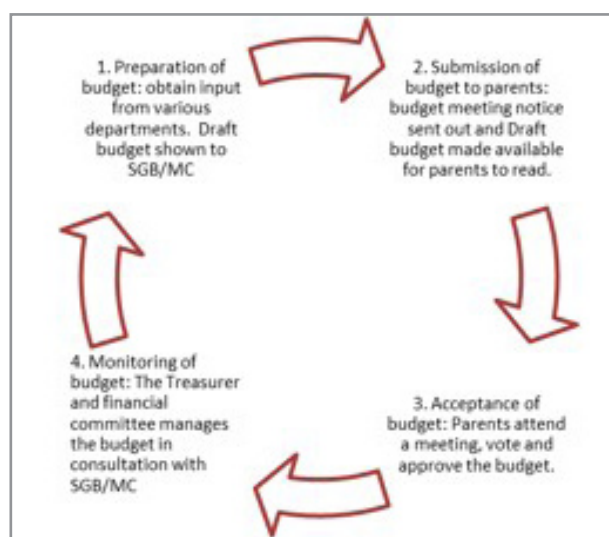 1. Preparation of
budget: obtain input
from various
departments. Draft
budget shown to
SGB/MC
2. Submission of
budget to parents:
budget meeting notice
sent out and Draft
budget made available
for parents to read.
3. Acceptance of
budget: Parents attend
a meeting, vote and
approve the budget.
4. Monitoring of
budget: The Treasurer
and financial
committee manages
the budget in
consultation with
SGB/MC